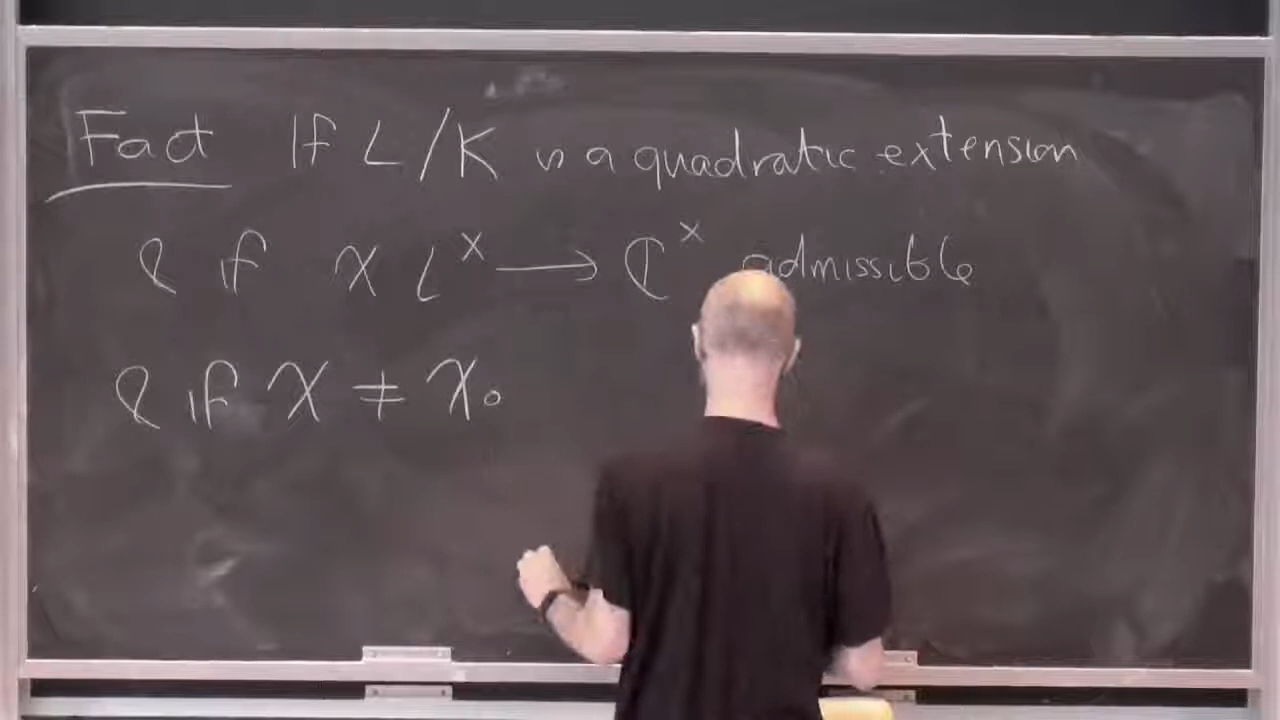 Fact If L/K is a quadratic extension
& if χ L^× → ℂ^× admissible
& if χ ≠ χ₀